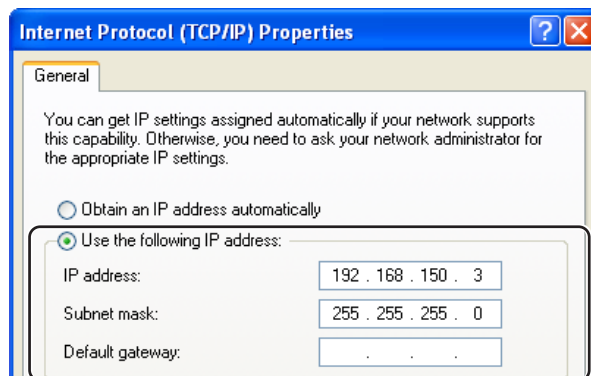 Internet Protocol (TCP/IP) Properties
General
You can get IP settings assigned automatically if your network supports
this capability. Otherwise, you need to ask your network administrator for
the appropriate IP settings.
Obtain an IP address automatically
Use the following IP address:
IP address: 192 . 168 . 150 . 3
Subnet mask: 255 . 255 . 255 . 0
Default gateway: . . .